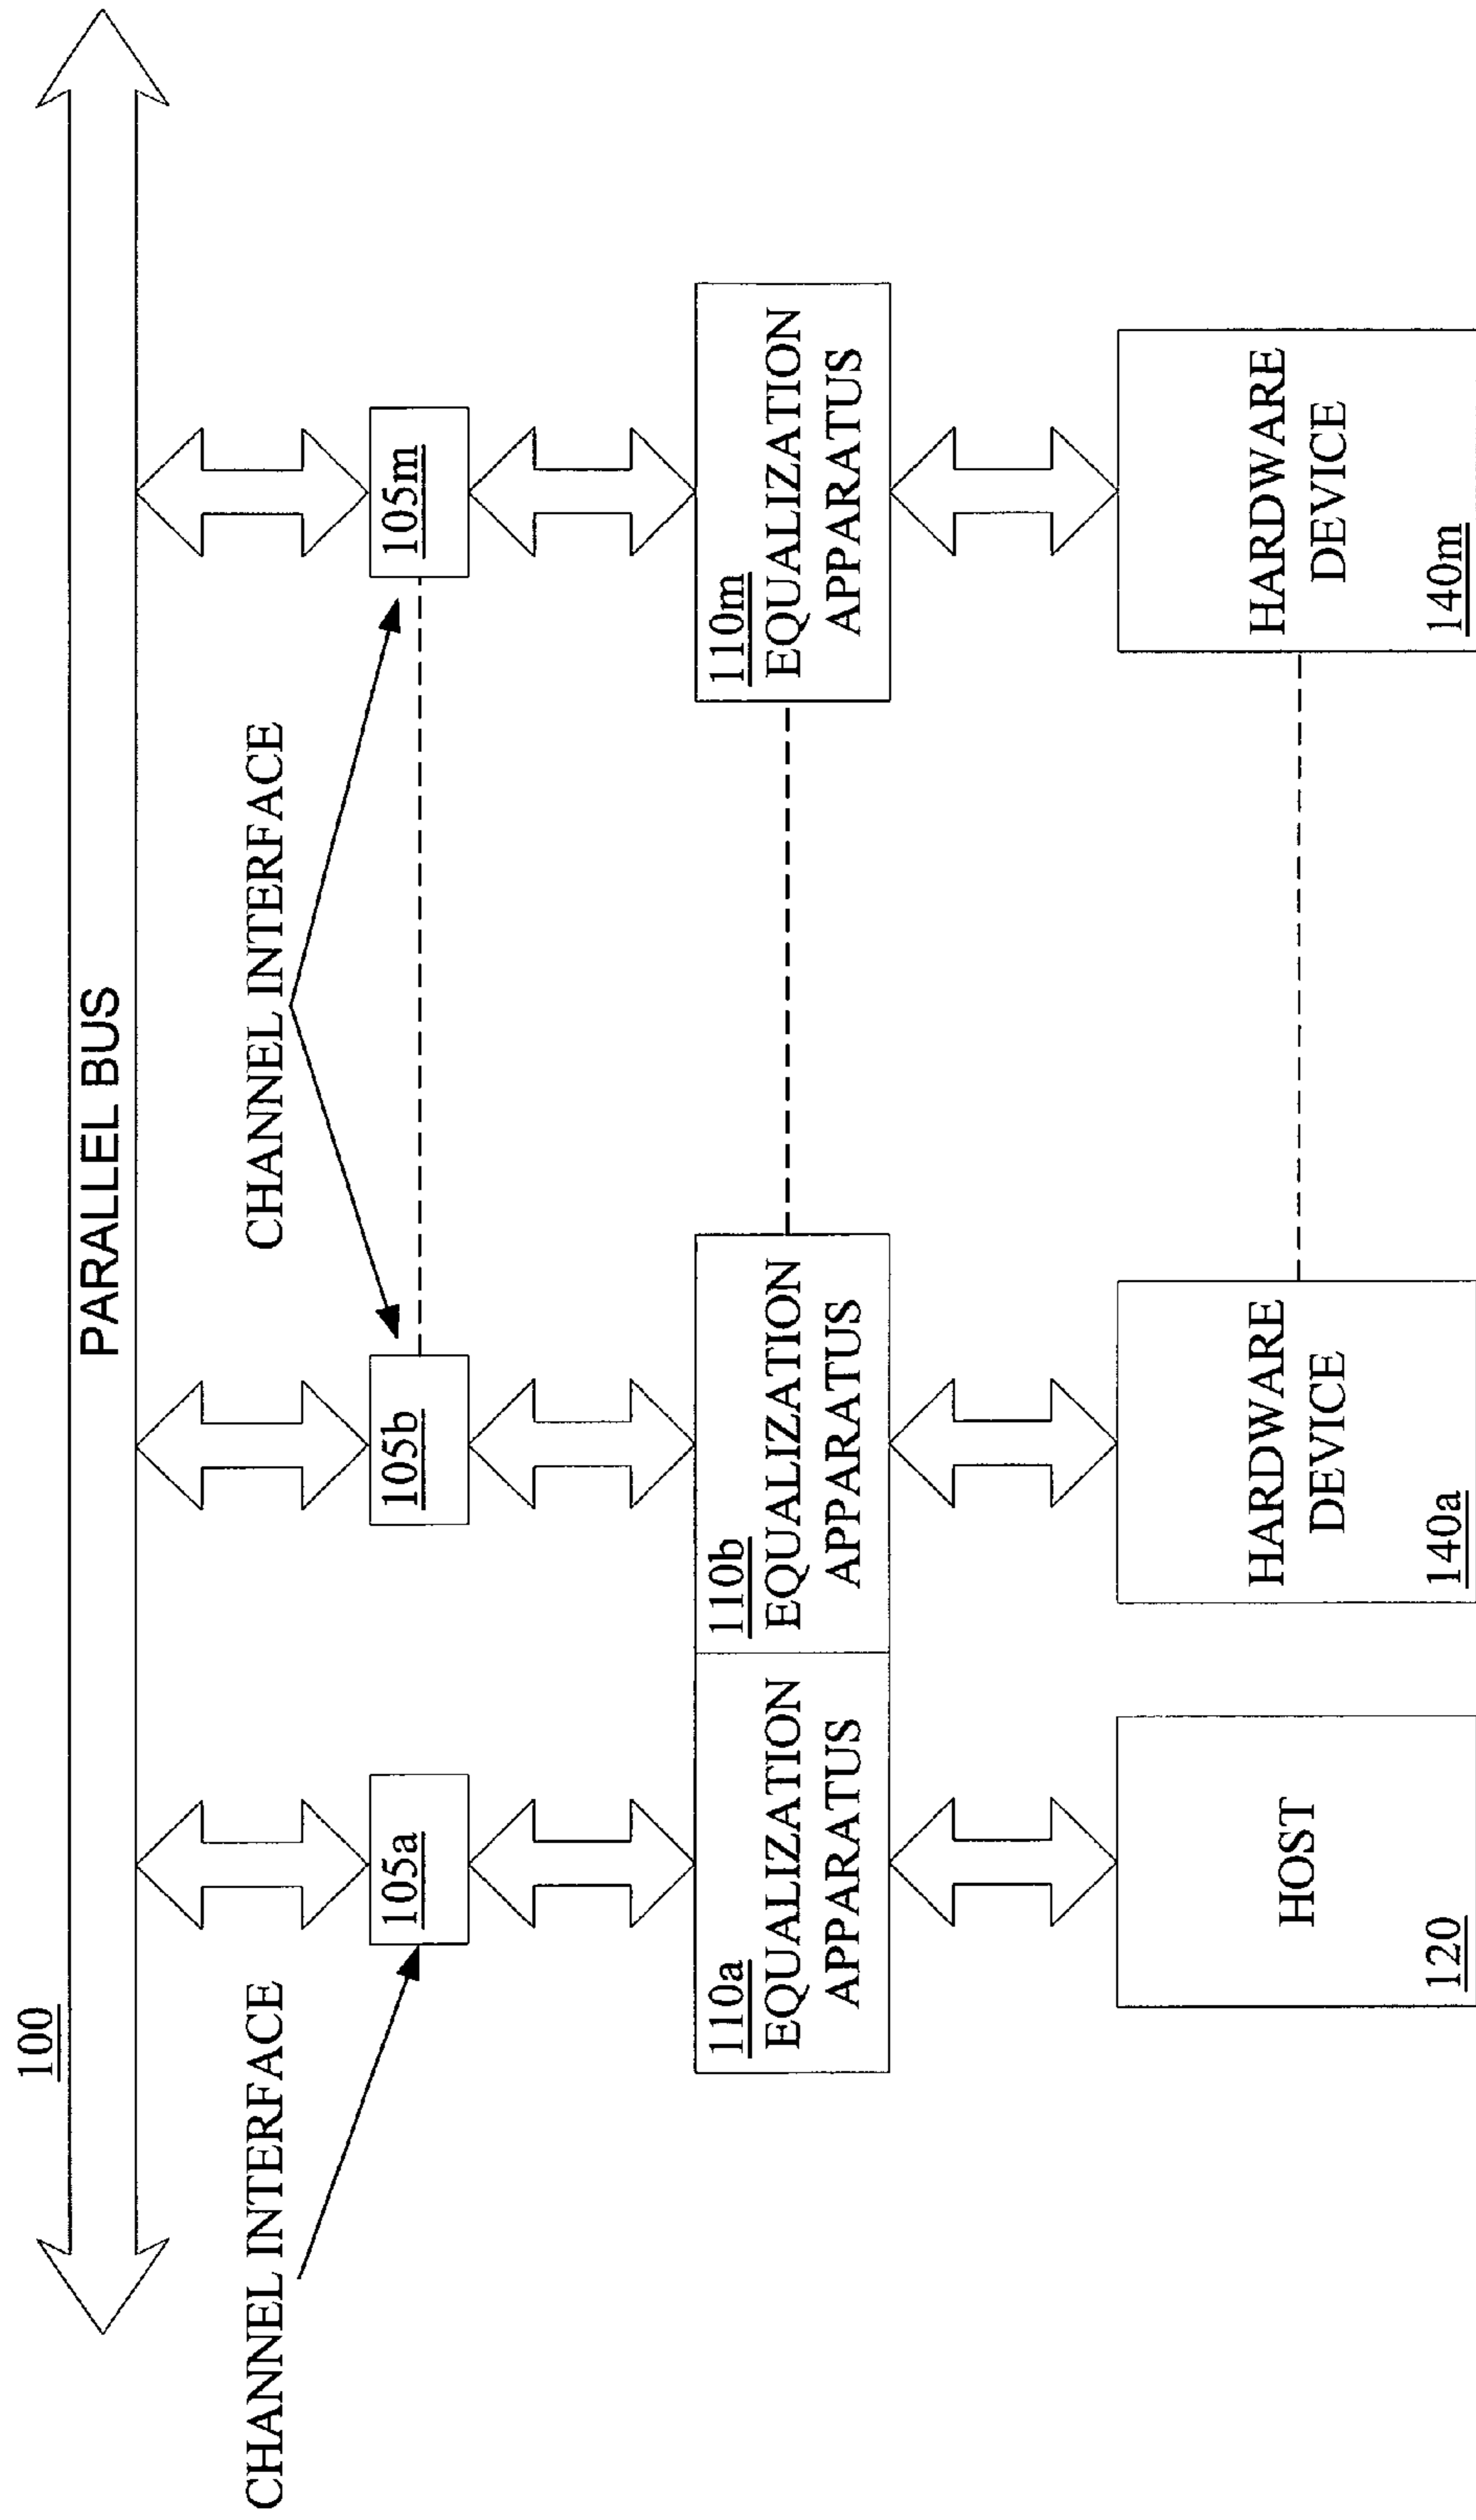 100
PARALLEL BUS
CHANNEL INTERFACE
CHANNEL INTERFACE
105a
105b
105m
110a
EQUALIZATION
APPARATUS
110b
EQUALIZATION
APPARATUS
110m
EQUALIZATION
APPARATUS
HOST
120
HARDWARE
DEVICE
140a
HARDWARE
DEVICE
140m